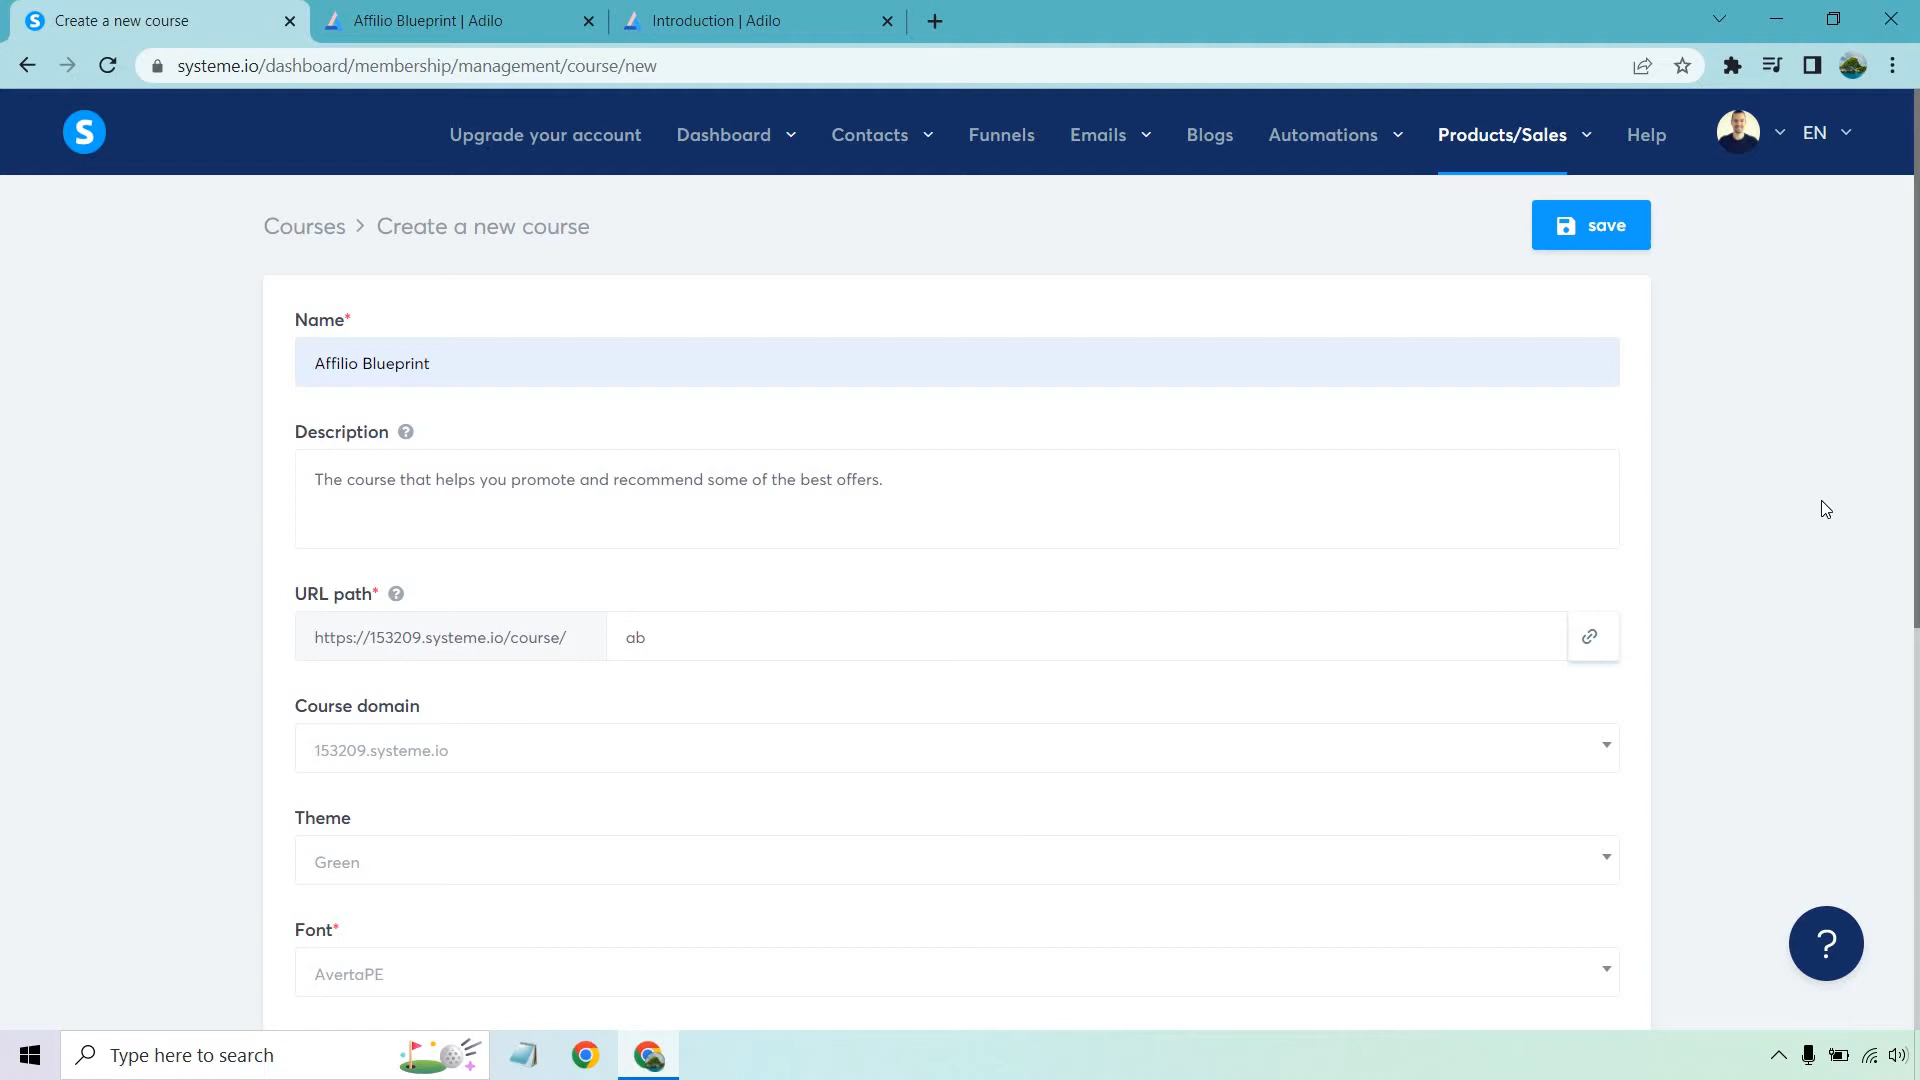 Create a new course
Affilio Blueprint | Adilo
Introduction | Adilo
systeme.io/dashboard/membership/management/course/new
S
Upgrade your account
Dashboard
Contacts
Funnels
Emails
Blogs
Automations
Products/Sales
Help
EN
Courses > Create a new course
save
Name*
Affilio Blueprint
Description ?
The course that helps you promote and recommend some of the best offers.
URL path* ?
https://153209.systeme.io/course/
ab
Course domain
153209.systeme.io
Theme
Green
Font*
AvertaPE
?
Type here to search